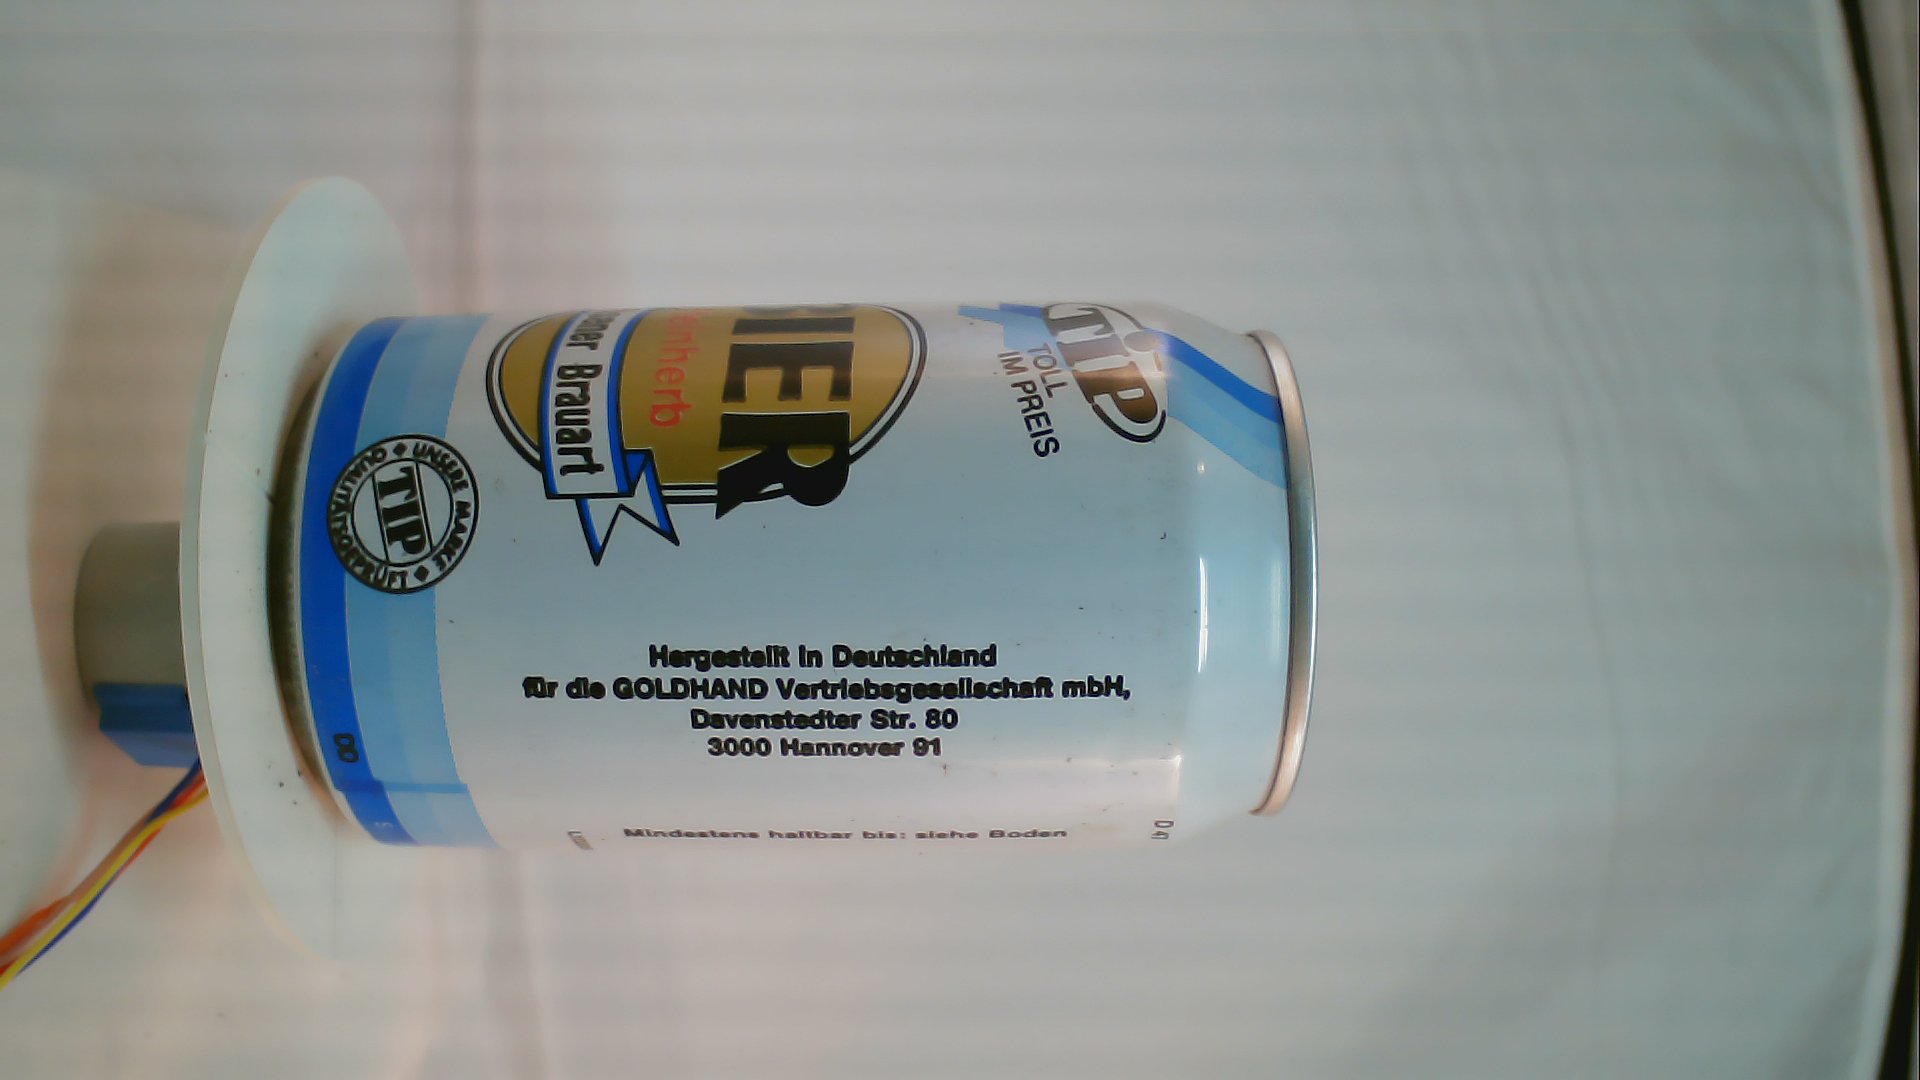 TIP
TOLL
IM PREIS
BIER
Brauart
UNSERE MARKE
TIP
QUALITÄTSGEPRÜFT
Hergestellt in Deutschland
für die GOLDHAND Vertriebsgesellschaft mbH,
Davenstedter Str. 80
3000 Hannover 91
Mindestens haltbar bis: siehe Boden